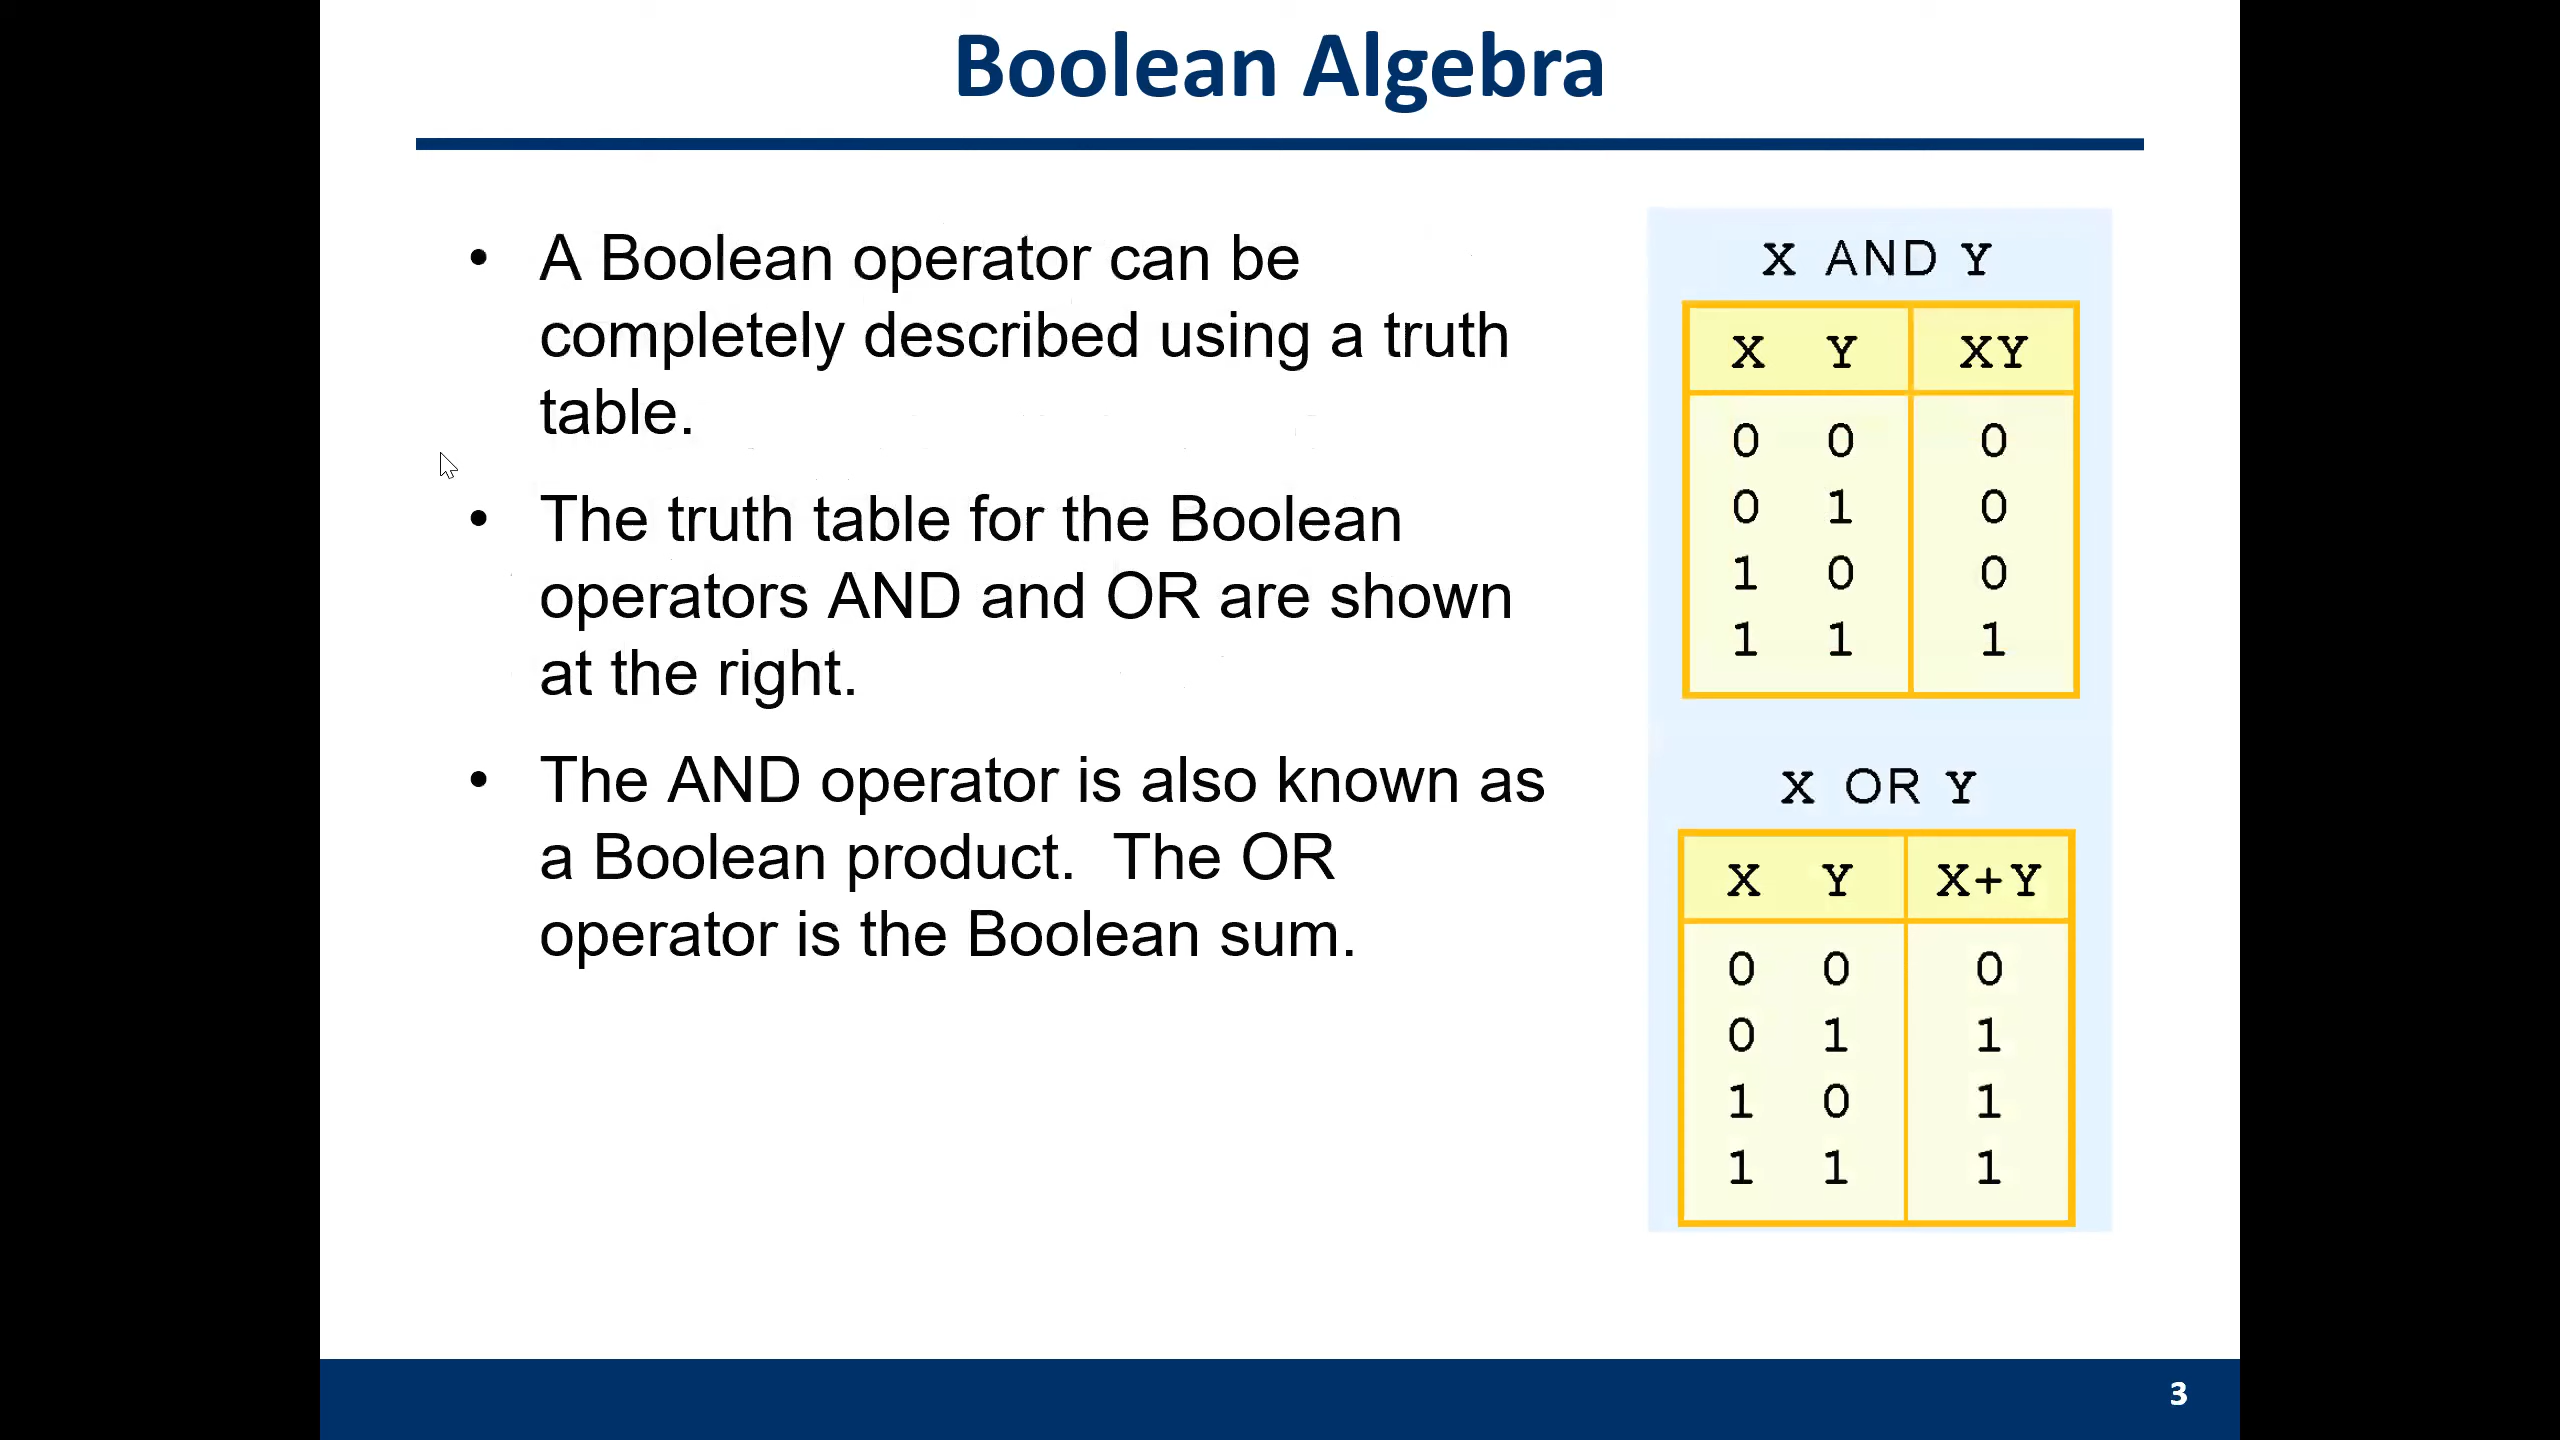 Boolean Algebra
• A Boolean operator can be
completely described using a truth
table.
• The truth table for the Boolean
operators AND and OR are shown
at the right.
• The AND operator is also known as
a Boolean product. The OR
operator is the Boolean sum.
X AND Y
X Y XY
0 0 0
0 1 0
1 0 0
1 1 1
X OR Y
X Y X+Y
0 0 0
0 1 1
1 0 1
1 1 1
3